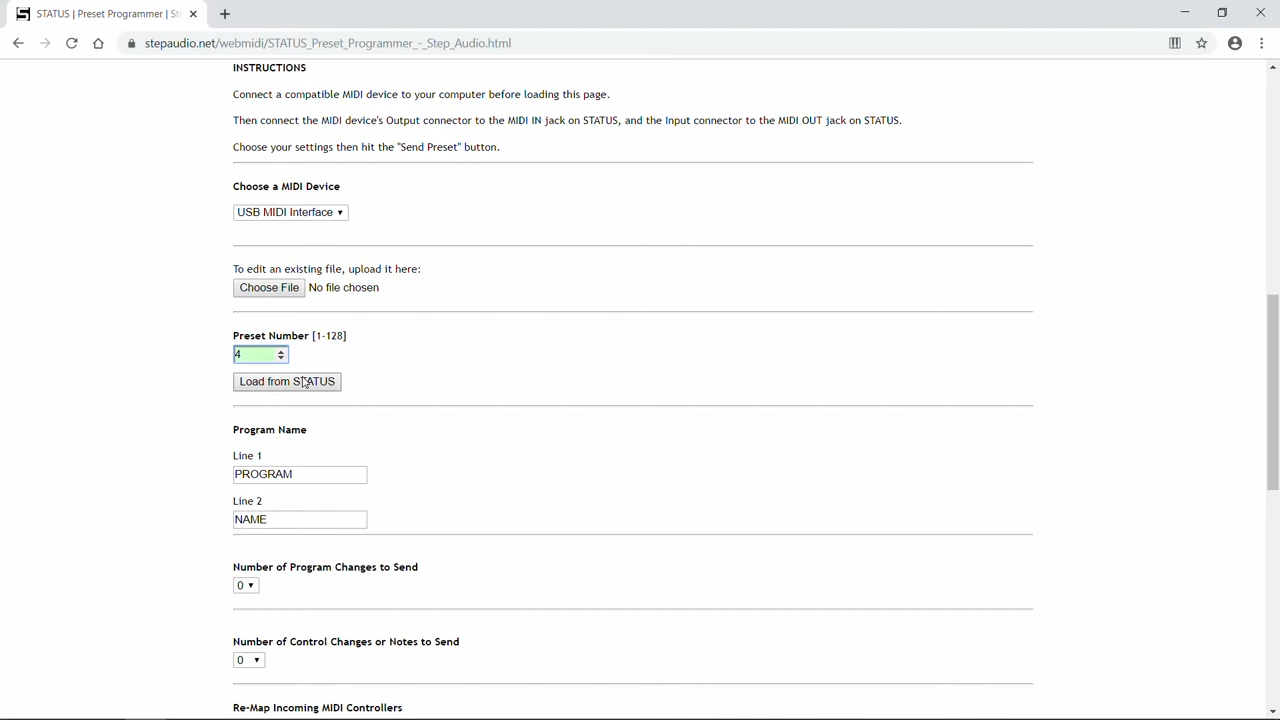 STATUS | Preset Programmer | St
stepaudio.net/webmidi/STATUS_Preset_Programmer_-_Step_Audio.html
INSTRUCTIONS
Connect a compatible MIDI device to your computer before loading this page.
Then connect the MIDI device's Output connector to the MIDI IN jack on STATUS, and the Input connector to the MIDI OUT jack on STATUS.
Choose your settings then hit the "Send Preset" button.
Choose a MIDI Device
USB MIDI Interface
To edit an existing file, upload it here:
Choose File No file chosen
Preset Number [1-128]
4
Load from STATUS
Program Name
Line 1
PROGRAM
Line 2
NAME
Number of Program Changes to Send
0
Number of Control Changes or Notes to Send
0
Re-Map Incoming MIDI Controllers